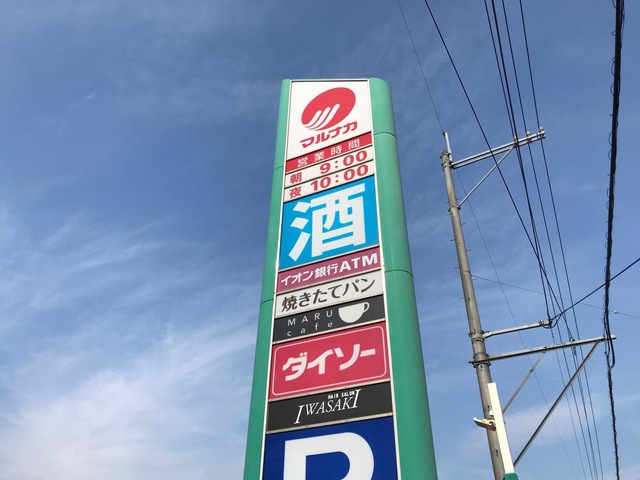 マルナカ
営業時間
朝 9:00
夜 10:00
酒
イオン銀行ATM
焼きたてパン
MARU
cafe
ダイソー
HAIR SALON
IWASAKI
P